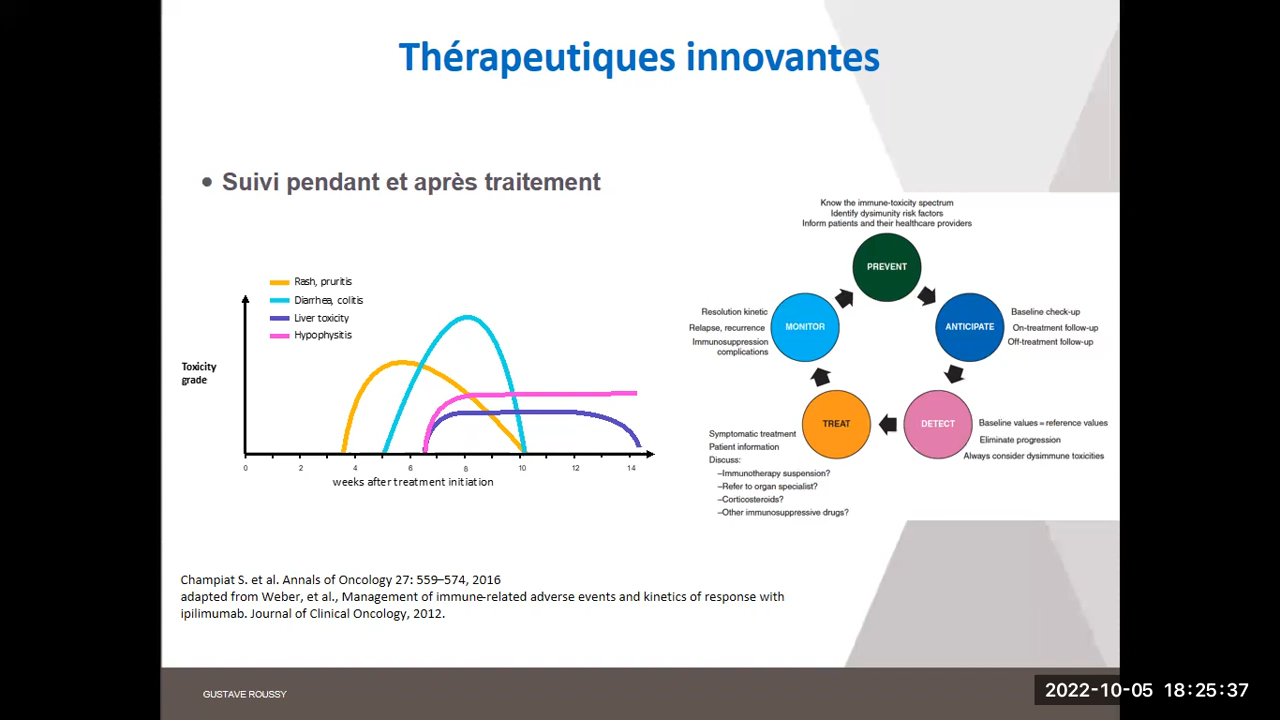 Thérapeutiques innovantes
• Suivi pendant et après traitement
Rash, pruritis
Diarrhea, colitis
Liver toxicity
Hypophysitis
Toxicity
grade
0 2 4 6 8 10 12 14
weeks after treatment initiation
Know the immune-toxicity spectrum
Identify dysimunity risk factors
Inform patients and their healthcare providers
PREVENT
ANTICIPATE
Baseline check-up
On-treatment follow-up
Off-treatment follow-up
DETECT
Baseline values = reference values
Eliminate progression
Always consider dysimmune toxicities
TREAT
Symptomatic treatment
Patient information
Discuss:
–Immunotherapy suspension?
–Refer to organ specialist?
–Corticosteroids?
–Other immunosuppressive drugs?
MONITOR
Resolution kinetic
Relapse, recurrence
Immunosuppression
complications
Champiat S. et al. Annals of Oncology 27: 559–574, 2016
adapted from Weber, et al., Management of immune-related adverse events and kinetics of response with
ipilimumab. Journal of Clinical Oncology, 2012.
GUSTAVE ROUSSY
2022-10-05 18:25:37